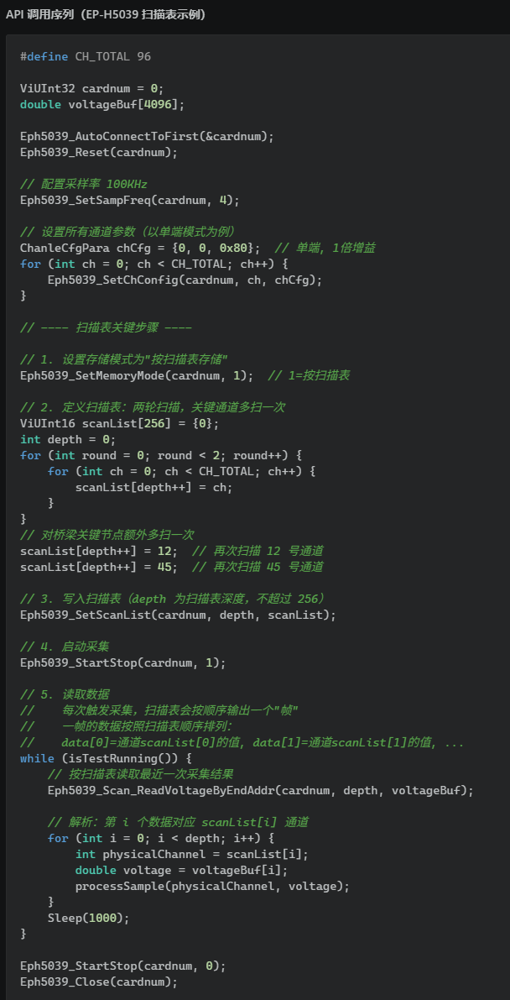 API 调用序列（EP-H5039 扫描表示例）
#define CH_TOTAL 96
ViUInt32 cardnum = 0;
double voltageBuf[4096];
Eph5039_AutoConnectToFirst(&cardnum);
Eph5039_Reset(cardnum);
// 配置采样率 100KHz
Eph5039_SetSampFreq(cardnum, 4);
// 设置所有通道参数（以单端模式为例）
ChanleCfgPara chCfg = {0, 0, 0x80};  // 单端, 1倍增益
for (int ch = 0; ch < CH_TOTAL; ch++) {
    Eph5039_SetChConfig(cardnum, ch, chCfg);
}
// ---- 扫描表关键步骤 ----
// 1. 设置存储模式为"按扫描表存储"
Eph5039_SetMemoryMode(cardnum, 1);  // 1=按扫描表
// 2. 定义扫描表：两轮扫描，关键通道多扫一次
ViUInt16 scanList[256] = {0};
int depth = 0;
for (int round = 0; round < 2; round++) {
    for (int ch = 0; ch < CH_TOTAL; ch++) {
        scanList[depth++] = ch;
    }
}
// 对桥梁关键节点额外多扫一次
scanList[depth++] = 12;  // 再次扫描 12 号通道
scanList[depth++] = 45;  // 再次扫描 45 号通道
// 3. 写入扫描表（depth 为扫描表深度，不超过 256）
Eph5039_SetScanList(cardnum, depth, scanList);
// 4. 启动采集
Eph5039_StartStop(cardnum, 1);
// 5. 读取数据
//    每次触发采集，扫描表会按顺序输出一个"帧"
//    一帧的数据按照扫描表顺序排列：
//    data[0]=通道scanList[0]的值, data[1]=通道scanList[1]的值, ...
while (isTestRunning()) {
    // 按扫描表读取最近一次采集结果
    Eph5039_Scan_ReadVoltageByEndAddr(cardnum, depth, voltageBuf);
    // 解析：第 i 个数据对应 scanList[i] 通道
    for (int i = 0; i < depth; i++) {
        int physicalChannel = scanList[i];
        double voltage = voltageBuf[i];
        processSample(physicalChannel, voltage);
    }
    Sleep(1000);
}
Eph5039_StartStop(cardnum, 0);
Eph5039_Close(cardnum);